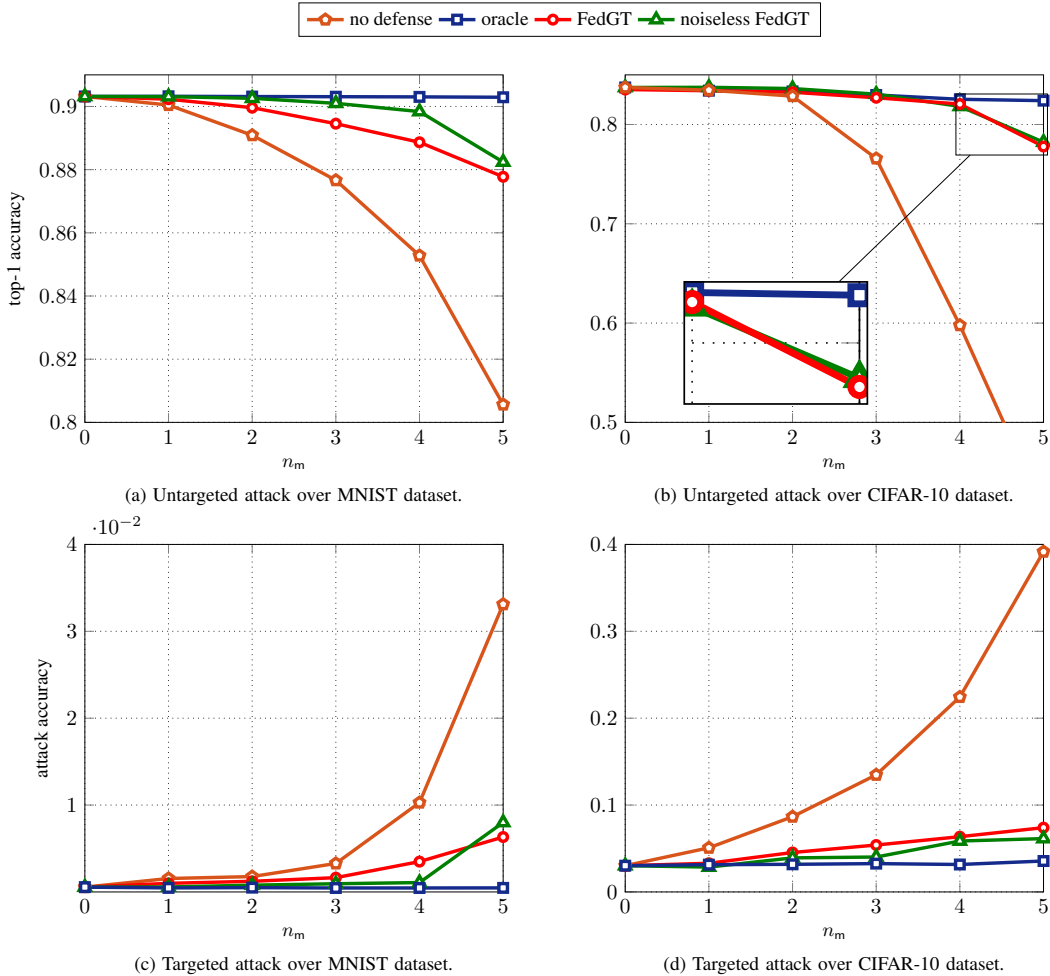 no defense oracle FedGT noiseless FedGT
top-1 accuracy
0.9
0.88
0.86
0.84
0.82
0.8
0 1 2 3 4 5
n_m
(a) Untargeted attack over MNIST dataset.
0.8
0.7
0.6
0.5
0 1 2 3 4 5
n_m
(b) Untargeted attack over CIFAR-10 dataset.
attack accuracy
·10⁻²
4
3
2
1
0 1 2 3 4 5
n_m
(c) Targeted attack over MNIST dataset.
0.4
0.3
0.2
0.1
0
0 1 2 3 4 5
n_m
(d) Targeted attack over CIFAR-10 dataset.